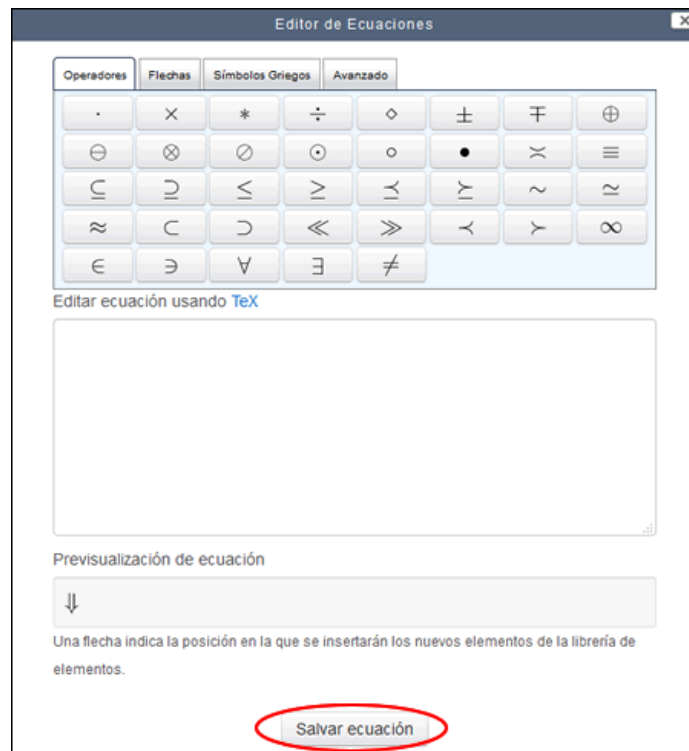 Editor de Ecuaciones
Operadores Flechas Símbolos Griegos Avanzado
· × * ÷ ⋄ ± ∓ ⊕
⊖ ⊗ ⊘ ⊙ ∘ • ≍ ≡
⊆ ⊇ ≤ ≥ ⪯ ⪰ ∼ ≃
≈ ⊂ ⊃ ≪ ≫ ≺ ≻ ∞
∈ ∋ ∀ ∃ ≠
Editar ecuación usando TeX
Previsualización de ecuación
⇓
Una flecha indica la posición en la que se insertarán los nuevos elementos de la librería de
elementos.
Salvar ecuación